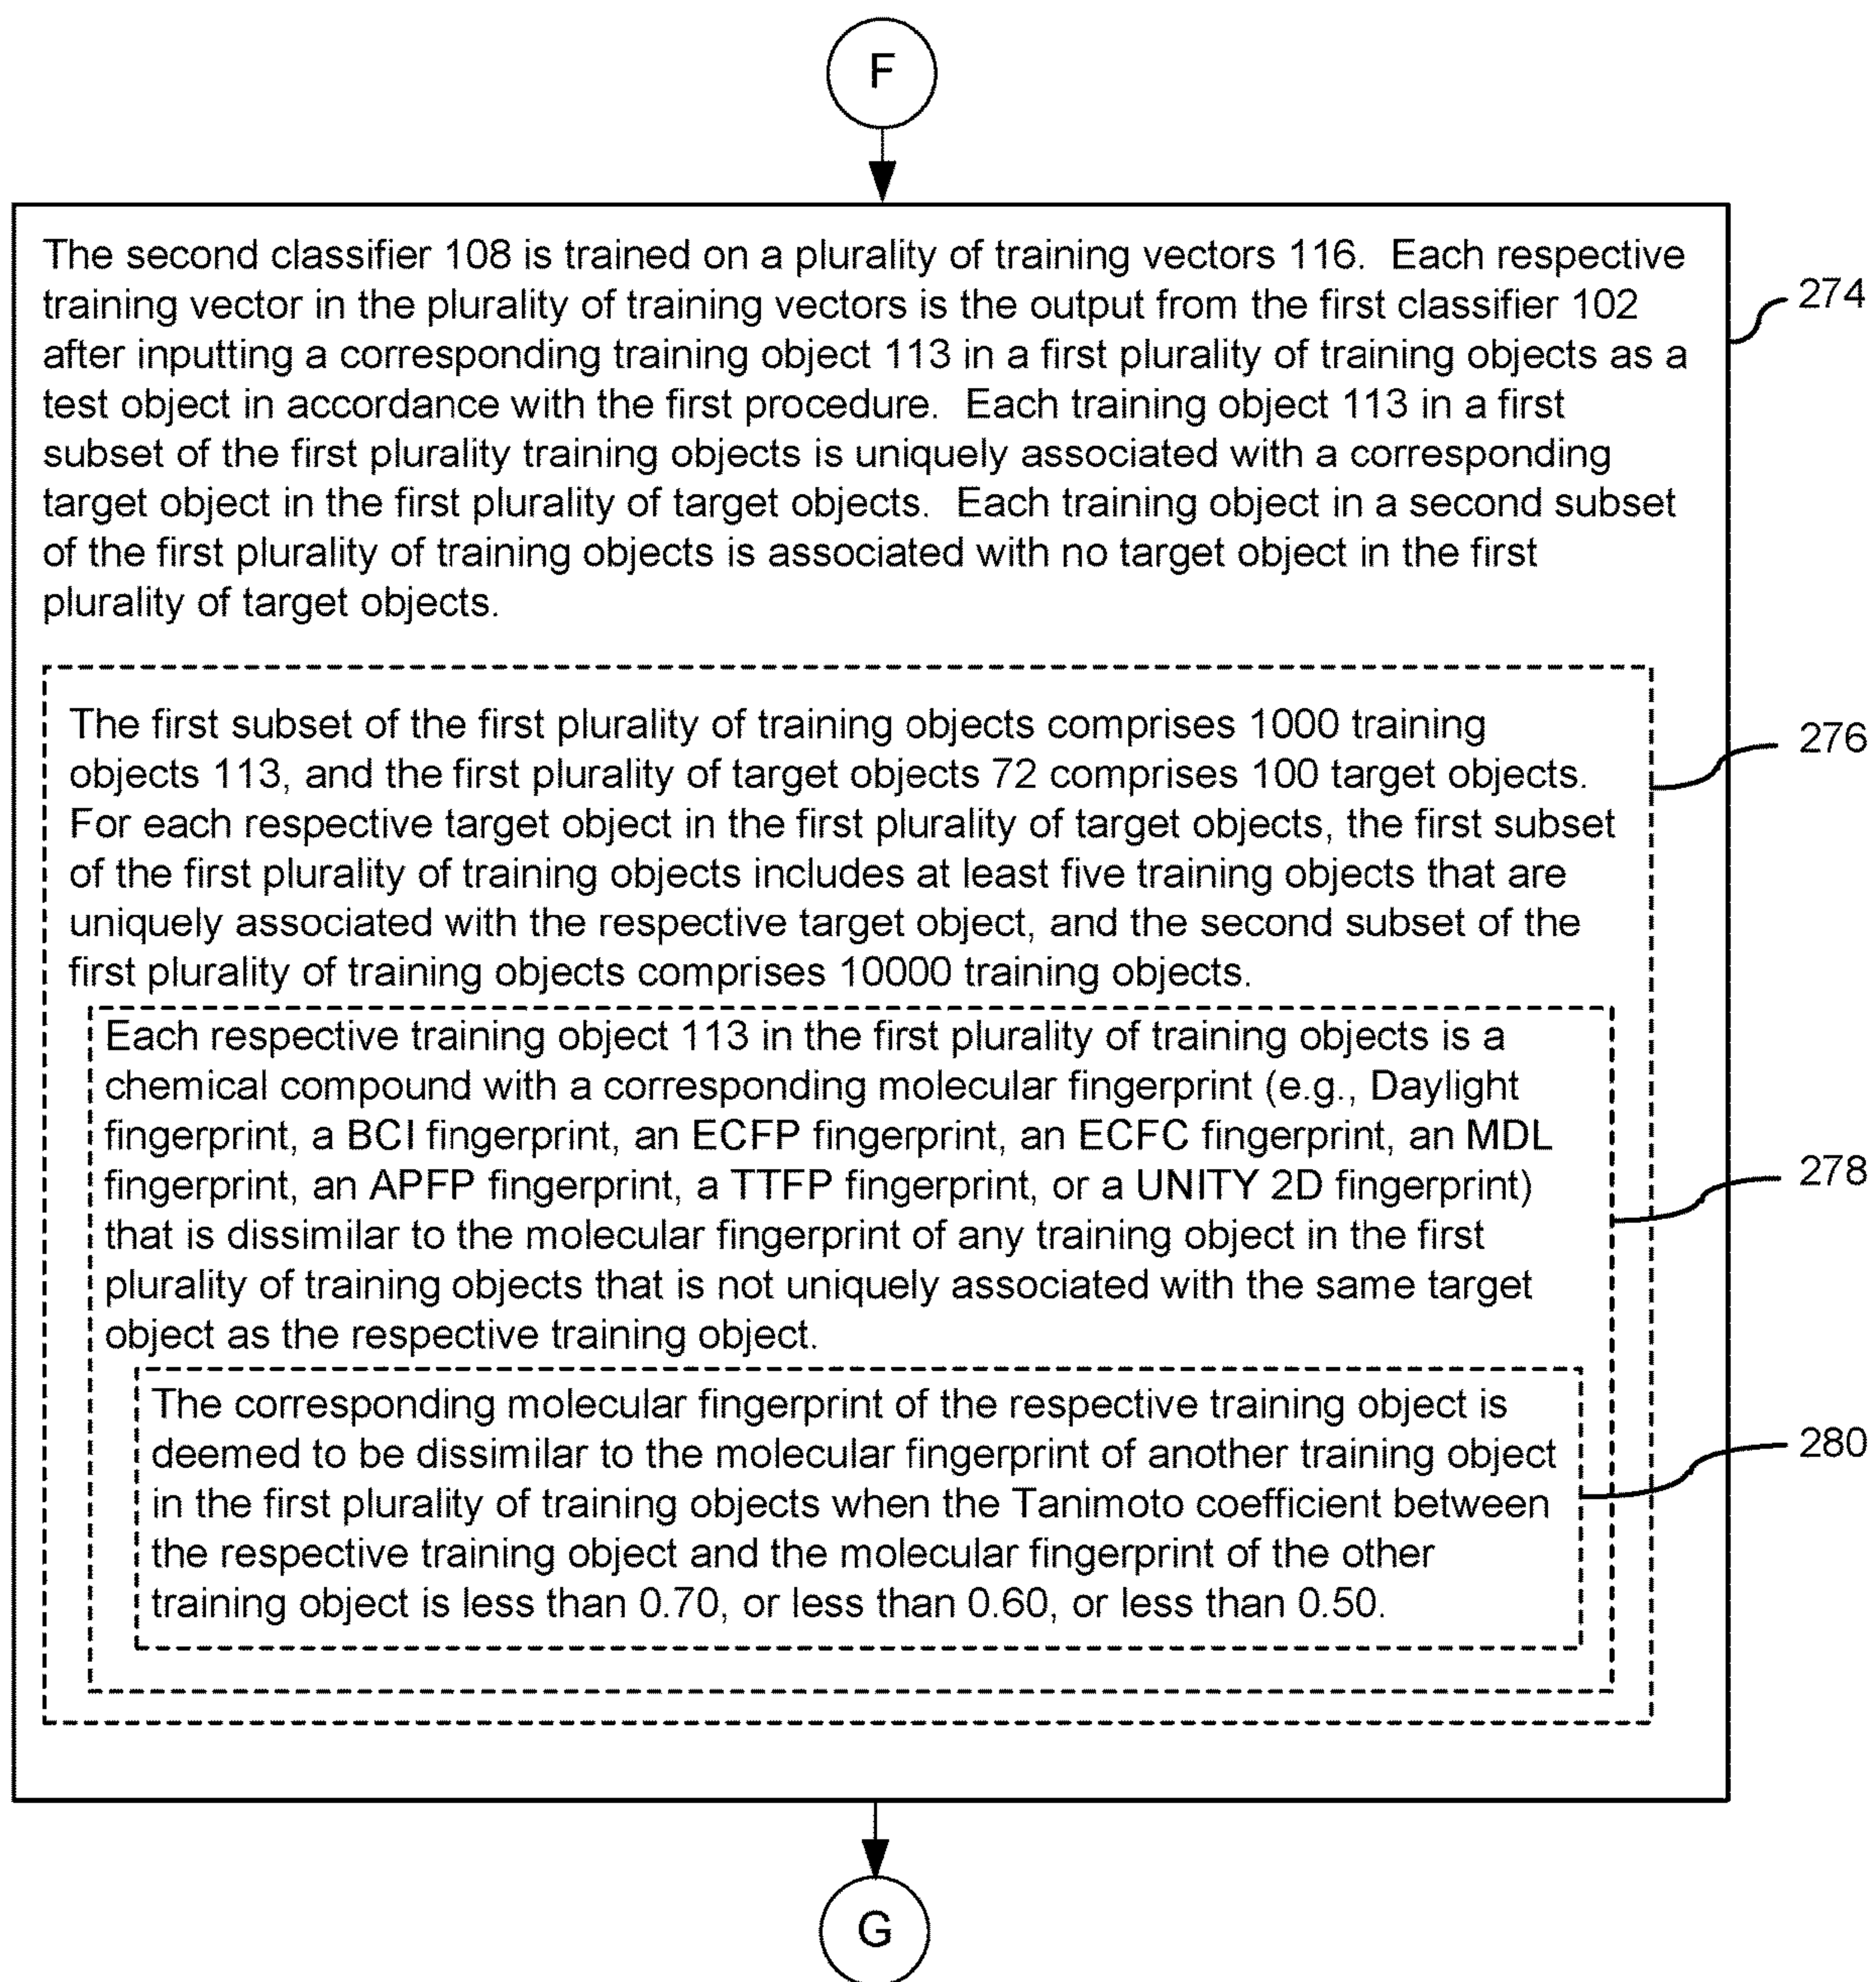 F
The second classifier 108 is trained on a plurality of training vectors 116.  Each respective
training vector in the plurality of training vectors is the output from the first classifier 102
after inputting a corresponding training object 113 in a first plurality of training objects as a
test object in accordance with the first procedure.  Each training object 113 in a first
subset of the first plurality training objects is uniquely associated with a corresponding
target object in the first plurality of target objects.  Each training object in a second subset
of the first plurality of training objects is associated with no target object in the first
plurality of target objects.
274
The first subset of the first plurality of training objects comprises 1000 training
objects 113, and the first plurality of target objects 72 comprises 100 target objects.
For each respective target object in the first plurality of target objects, the first subset
of the first plurality of training objects includes at least five training objects that are
uniquely associated with the respective target object, and the second subset of the
first plurality of training objects comprises 10000 training objects.
276
Each respective training object 113 in the first plurality of training objects is a
chemical compound with a corresponding molecular fingerprint (e.g., Daylight
fingerprint, a BCI fingerprint, an ECFP fingerprint, an ECFC fingerprint, an MDL
fingerprint, an APFP fingerprint, a TTFP fingerprint, or a UNITY 2D fingerprint)
that is dissimilar to the molecular fingerprint of any training object in the first
plurality of training objects that is not uniquely associated with the same target
object as the respective training object.
278
The corresponding molecular fingerprint of the respective training object is
deemed to be dissimilar to the molecular fingerprint of another training object
in the first plurality of training objects when the Tanimoto coefficient between
the respective training object and the molecular fingerprint of the other
training object is less than 0.70, or less than 0.60, or less than 0.50.
280
G